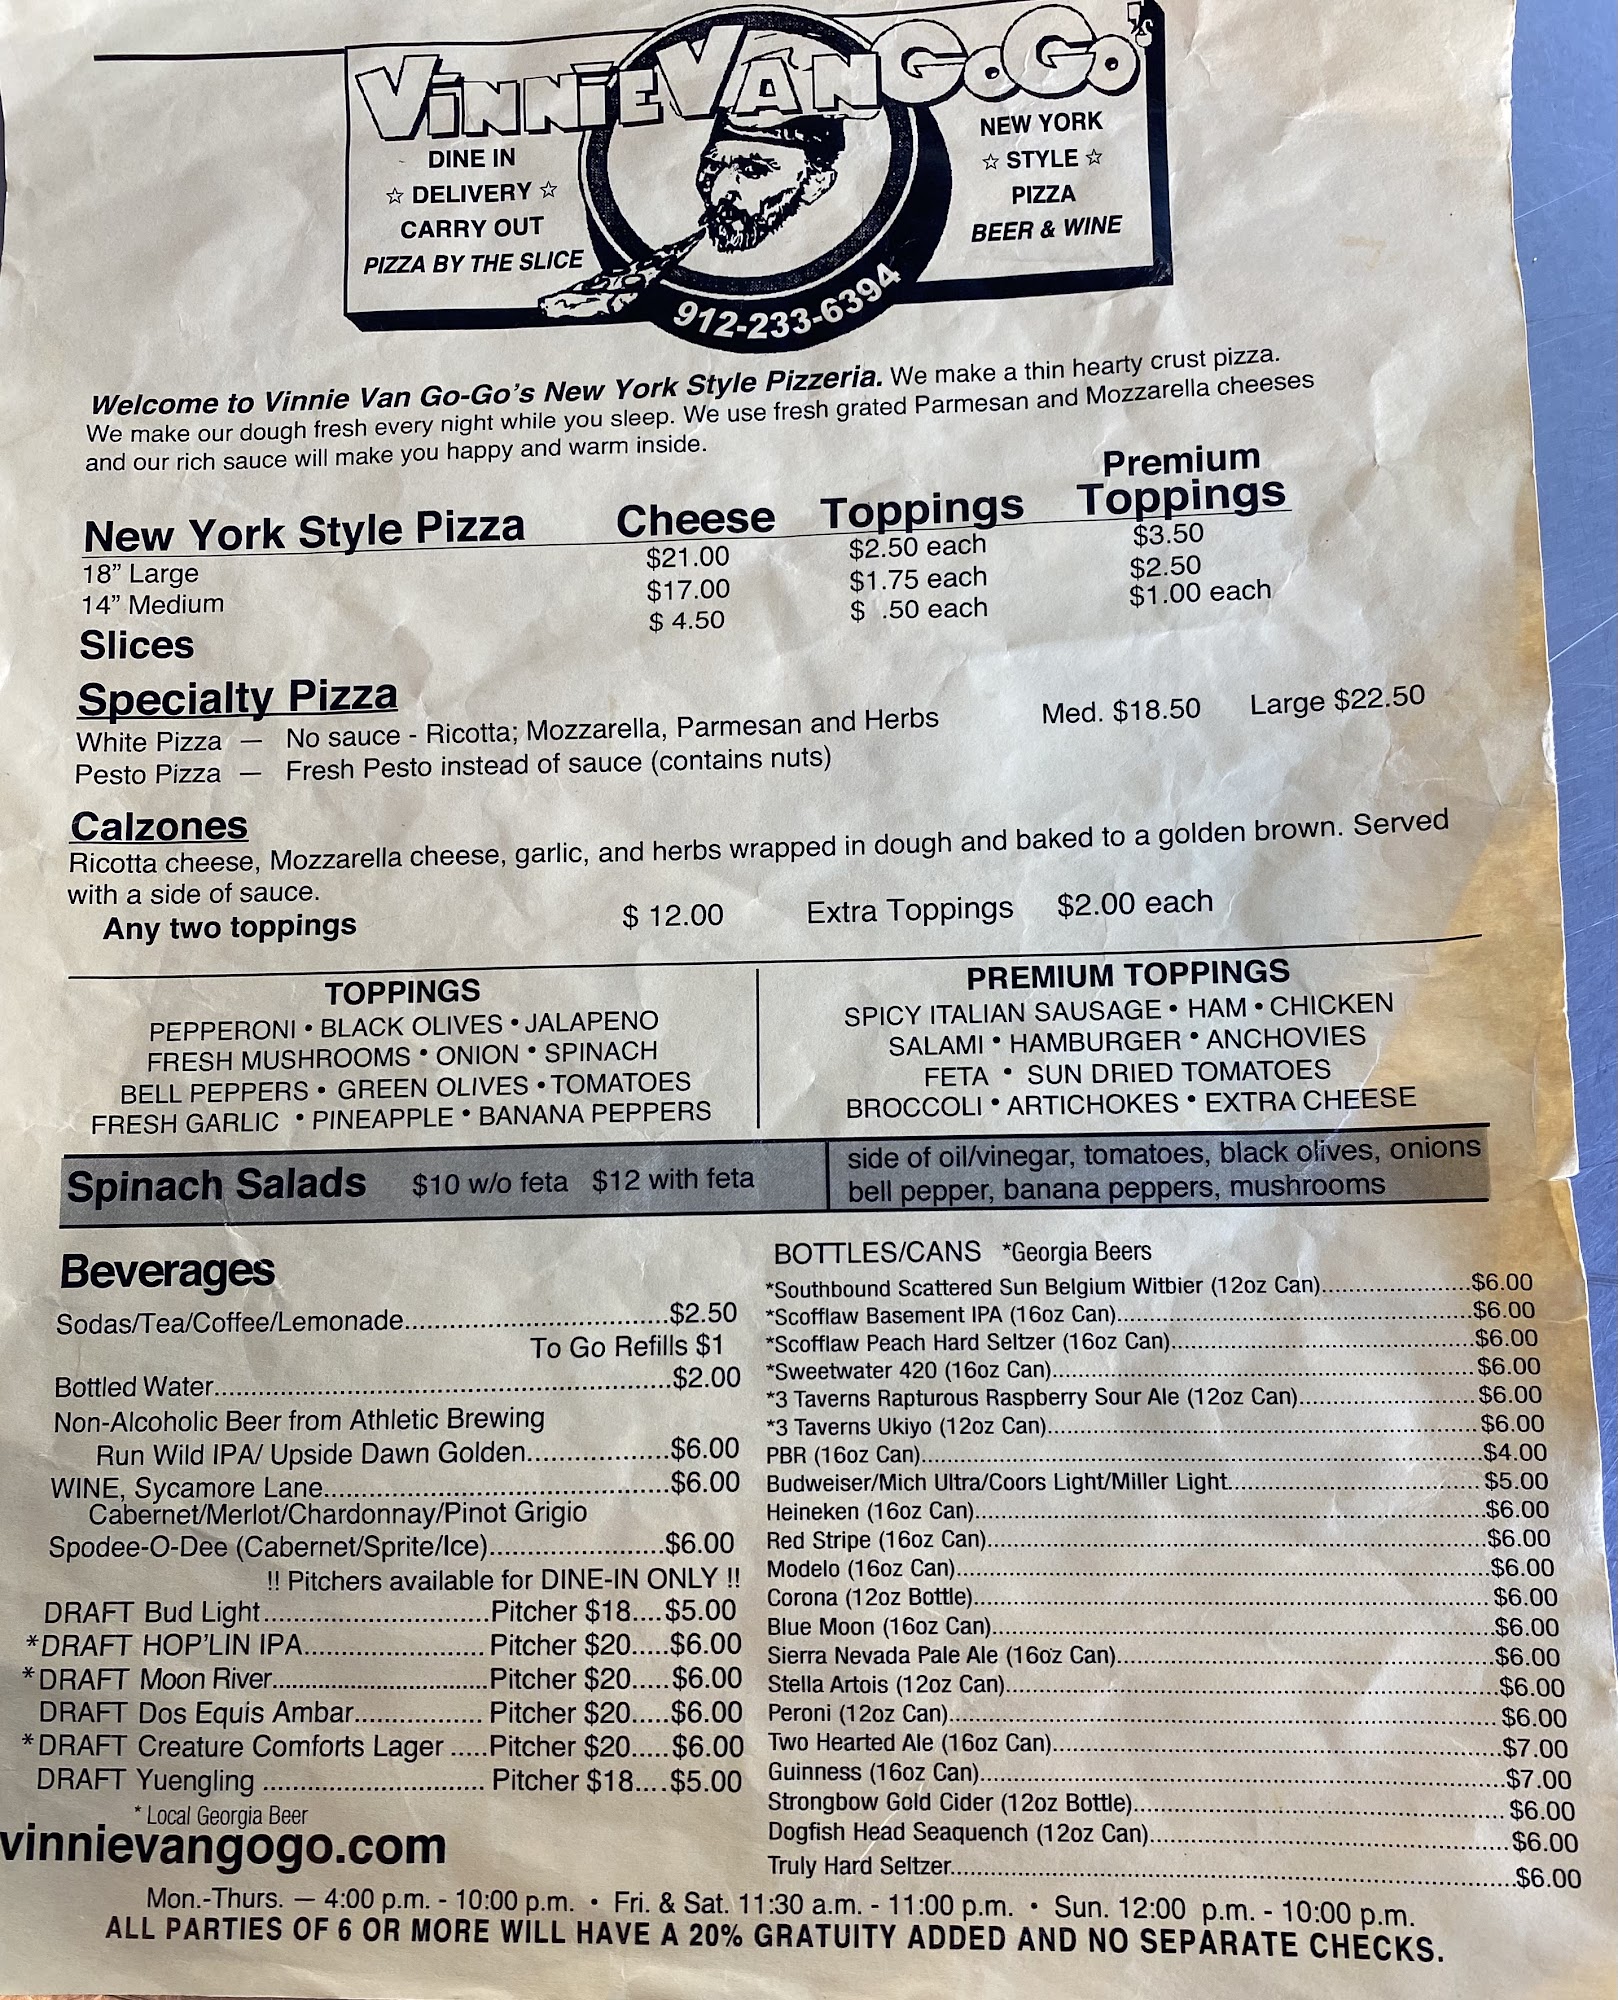 VINNIE VAN GOGO'S
DINE IN
☆ DELIVERY ☆
CARRY OUT
PIZZA BY THE SLICE
NEW YORK
☆ STYLE ☆
PIZZA
BEER & WINE
912-233-6394
Welcome to Vinnie Van Go-Go's New York Style Pizzeria. We make a thin hearty crust pizza.
We make our dough fresh every night while you sleep. We use fresh grated Parmesan and Mozzarella cheeses
and our rich sauce will make you happy and warm inside.
New York Style Pizza Cheese Toppings Premium Toppings
18” Large $21.00 $2.50 each $3.50
14” Medium $17.00 $1.75 each $2.50
Slices $ 4.50 $ .50 each $1.00 each
Specialty Pizza
White Pizza — No sauce - Ricotta; Mozzarella, Parmesan and Herbs Med. $18.50 Large $22.50
Pesto Pizza — Fresh Pesto instead of sauce (contains nuts)
Calzones
Ricotta cheese, Mozzarella cheese, garlic, and herbs wrapped in dough and baked to a golden brown. Served
with a side of sauce.
Any two toppings $ 12.00 Extra Toppings $2.00 each
TOPPINGS
PEPPERONI • BLACK OLIVES • JALAPENO
FRESH MUSHROOMS • ONION • SPINACH
BELL PEPPERS • GREEN OLIVES • TOMATOES
FRESH GARLIC • PINEAPPLE • BANANA PEPPERS
PREMIUM TOPPINGS
SPICY ITALIAN SAUSAGE • HAM • CHICKEN
SALAMI • HAMBURGER • ANCHOVIES
FETA • SUN DRIED TOMATOES
BROCCOLI • ARTICHOKES • EXTRA CHEESE
Spinach Salads $10 w/o feta $12 with feta
side of oil/vinegar, tomatoes, black olives, onions
bell pepper, banana peppers, mushrooms
Beverages
Sodas/Tea/Coffee/Lemonade..............................$2.50
To Go Refills $1
Bottled Water....................................................$2.00
Non-Alcoholic Beer from Athletic Brewing
Run Wild IPA/ Upside Dawn Golden.................$6.00
WINE, Sycamore Lane.......................................$6.00
Cabernet/Merlot/Chardonnay/Pinot Grigio
Spodee-O-Dee (Cabernet/Sprite/Ice)....................$6.00
!! Pitchers available for DINE-IN ONLY !!
DRAFT Bud Light............................Pitcher $18....$5.00
*DRAFT HOP'LIN IPA.......................Pitcher $20.....$6.00
*DRAFT Moon River...........................Pitcher $20.....$6.00
DRAFT Dos Equis Ambar................Pitcher $20.....$6.00
*DRAFT Creature Comforts Lager .....Pitcher $20.....$6.00
DRAFT Yuengling ............................Pitcher $18....$5.00
* Local Georgia Beer
vinnievangogo.com
BOTTLES/CANS *Georgia Beers
*Southbound Scattered Sun Belgium Witbier (12oz Can).......................$6.00
*Scofflaw Basement IPA (16oz Can)....................................................$6.00
*Scofflaw Peach Hard Seltzer (16oz Can).............................................$6.00
*Sweetwater 420 (16oz Can)..............................................................$6.00
*3 Taverns Rapturous Raspberry Sour Ale (12oz Can)..........................$6.00
*3 Taverns Ukiyo (12oz Can)..............................................................$6.00
PBR (16oz Can).................................................................................$4.00
Budweiser/Mich Ultra/Coors Light/Miller Light.....................................$5.00
Heineken (16oz Can).........................................................................$6.00
Red Stripe (16oz Can)........................................................................$6.00
Modelo (16oz Can)............................................................................$6.00
Corona (12oz Bottle)..........................................................................$6.00
Blue Moon (16oz Can).......................................................................$6.00
Sierra Nevada Pale Ale (16oz Can)......................................................$6.00
Stella Artois (12oz Can)......................................................................$6.00
Peroni (12oz Can)..............................................................................$6.00
Two Hearted Ale (16oz Can)...............................................................$7.00
Guinness (16oz Can)..........................................................................$7.00
Strongbow Gold Cider (12oz Bottle)....................................................$6.00
Dogfish Head Seaquench (12oz Can)..................................................$6.00
Truly Hard Seltzer..............................................................................$6.00
Mon.-Thurs. — 4:00 p.m. - 10:00 p.m. • Fri. & Sat. 11:30 a.m. - 11:00 p.m. • Sun. 12:00 p.m. - 10:00 p.m.
ALL PARTIES OF 6 OR MORE WILL HAVE A 20% GRATUITY ADDED AND NO SEPARATE CHECKS.